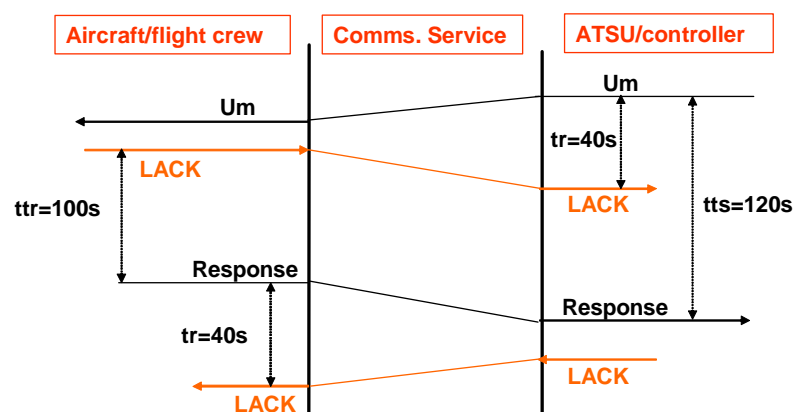 Aircraft/flight crew
Comms. Service
ATSU/controller
Um
Um
tr=40s
LACK
LACK
ttr=100s
tts=120s
Response
Response
tr=40s
LACK
LACK